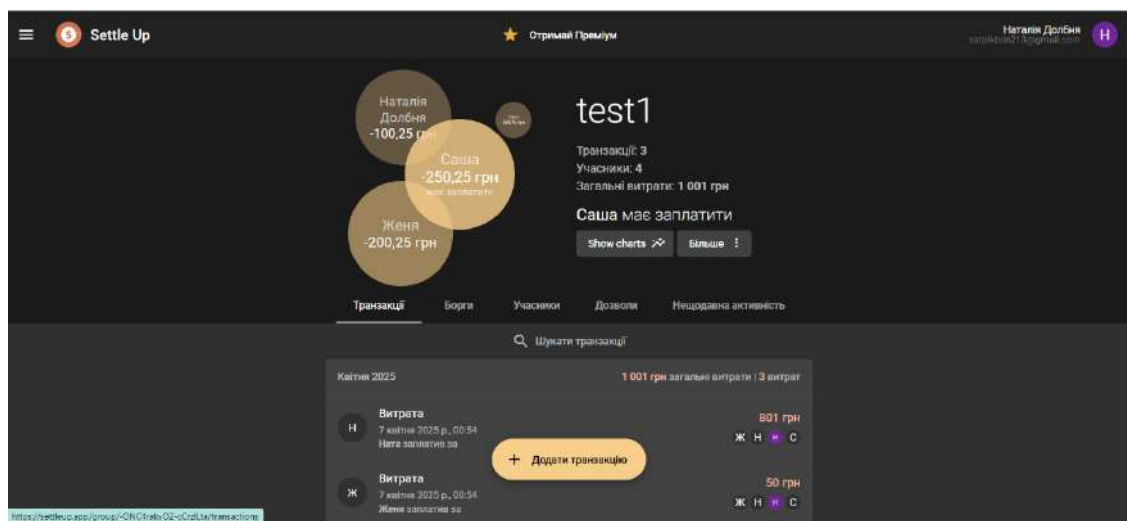 Settle Up
Отримай Преміум
Наталія Долбня
H
Наталія
Долбня
-100,25 грн
Саша
-250,25 грн
має заплатити
Женя
-200,25 грн
test1
Транзакції: 3
Учасники: 4
Загальні витрати: 1 001 грн
Саша має заплатити
Show charts
Більше
Транзакції Борги Учасники Дозволи Нещодавна активність
Шукати транзакції
Квітня 2025
1 001 грн загальні витрати | 3 витрат
Н
Витрата
7 квітня 2025 р., 00:54
Ната заплатив за
801 грн
Ж Н Н С
+ Додати транзакцію
Ж
Витрата
7 квітня 2025 р., 00:54
Женя заплатив за
50 грн
Ж Н Н С